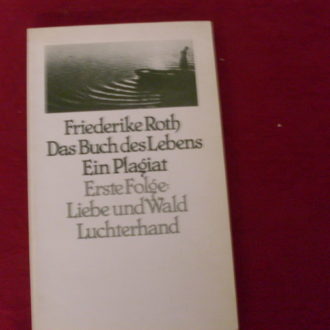 Friederike Roth
Das Buch des Lebens
Ein Plagiat
Erste Folge:
Liebe und Wald
Luchterhand